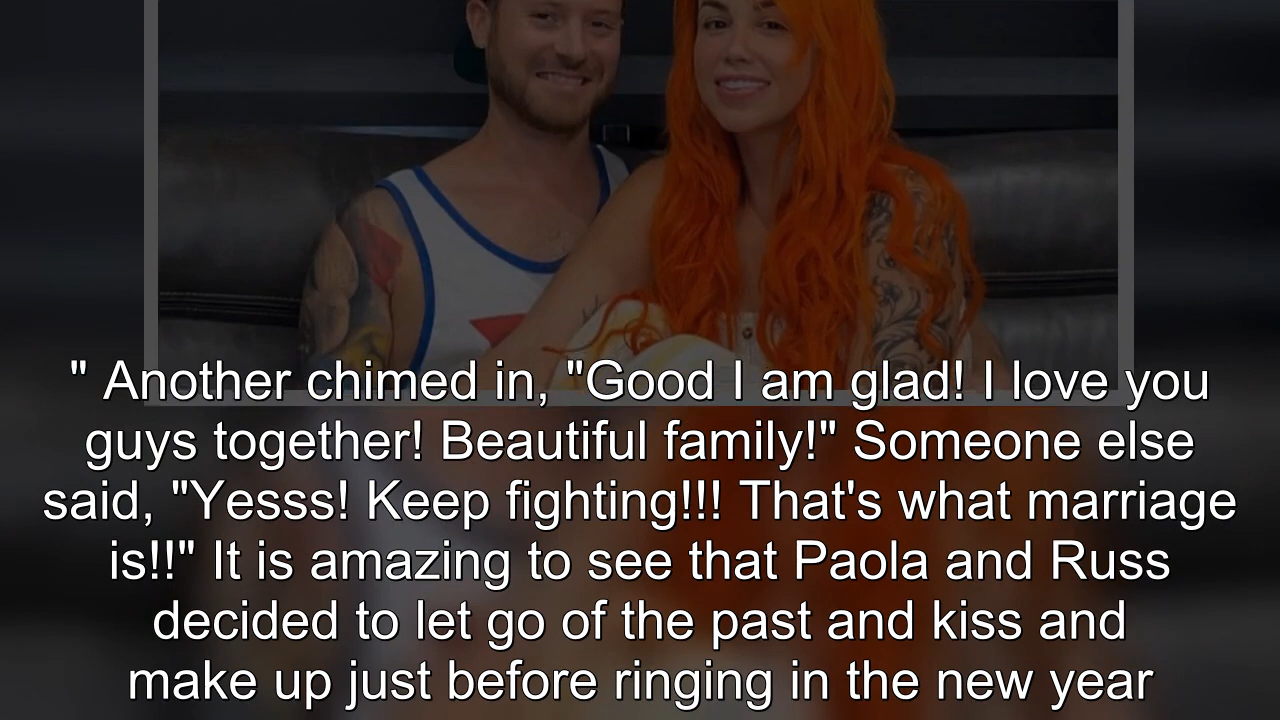 " Another chimed in, "Good I am glad! I love you
guys together! Beautiful family!" Someone else
said, "Yesss! Keep fighting!!! That's what marriage
is!!" It is amazing to see that Paola and Russ
decided to let go of the past and kiss and
make up just before ringing in the new year